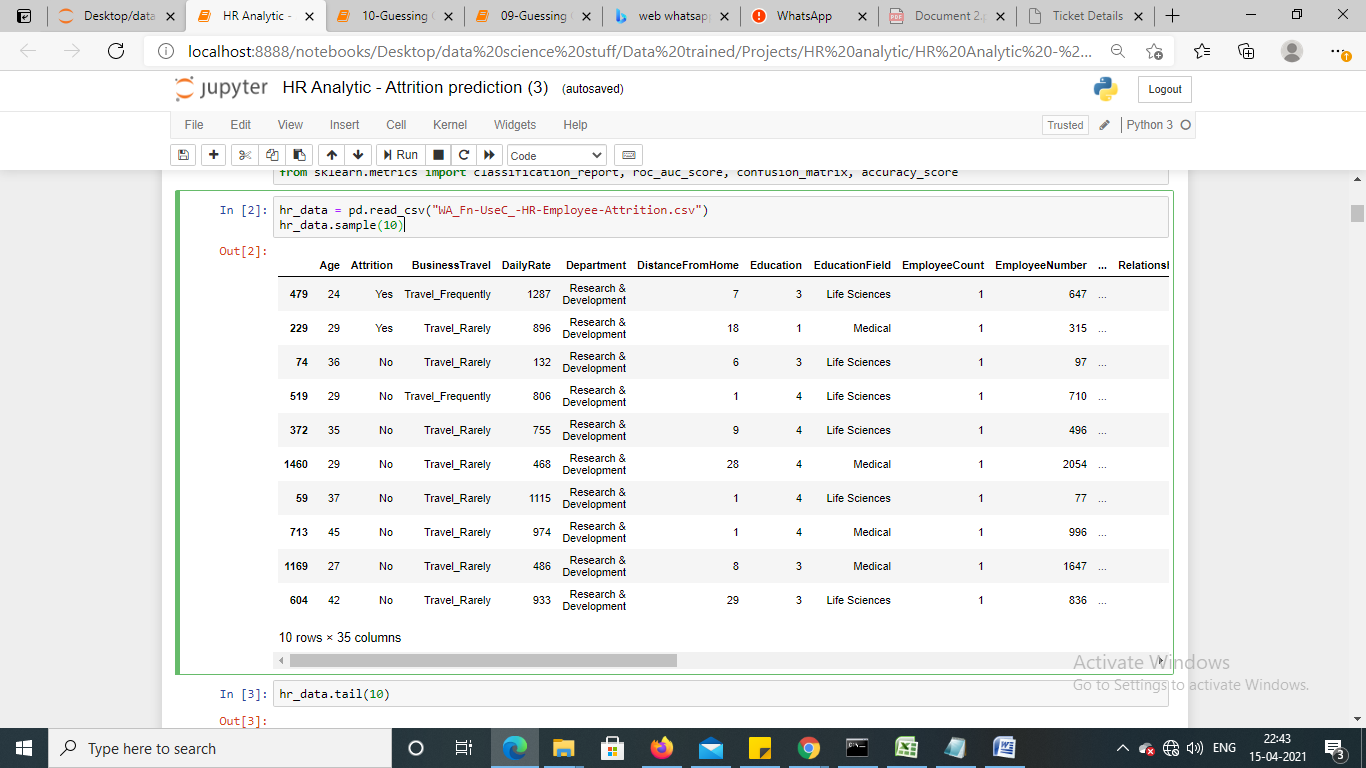 Desktop/data
HR Analytic -
10-Guessing
09-Guessing
web whatsap
WhatsApp
Document 2.
Ticket Details
localhost:8888/notebooks/Desktop/data%20science%20stuff/Data%20trained/Projects/HR%20analytic/HR%20Analytic%20-%2...
jupyter HR Analytic - Attrition prediction (3) (autosaved)
Logout
File Edit View Insert Cell Kernel Widgets Help
Trusted Python 3
Run Code
from sklearn.metrics import classification_report, roc_auc_score, confusion_matrix, accuracy_score
In [2]: hr_data = pd.read_csv("WA_Fn-UseC_-HR-Employee-Attrition.csv")
hr_data.sample(10)
Out[2]:
Age Attrition BusinessTravel DailyRate Department DistanceFromHome Education EducationField EmployeeCount EmployeeNumber ... Relations
479 24 Yes Travel_Frequently 1287 Research & Development 7 3 Life Sciences 1 647 ...
229 29 Yes Travel_Rarely 896 Research & Development 18 1 Medical 1 315 ...
74 36 No Travel_Rarely 132 Research & Development 6 3 Life Sciences 1 97 ...
519 29 No Travel_Frequently 806 Research & Development 1 4 Life Sciences 1 710 ...
372 35 No Travel_Rarely 755 Research & Development 9 4 Life Sciences 1 496 ...
1460 29 No Travel_Rarely 468 Research & Development 28 4 Medical 1 2054 ...
59 37 No Travel_Rarely 1115 Research & Development 1 4 Life Sciences 1 77 ...
713 45 No Travel_Rarely 974 Research & Development 1 4 Medical 1 996 ...
1169 27 No Travel_Rarely 486 Research & Development 8 3 Medical 1 1647 ...
604 42 No Travel_Rarely 933 Research & Development 29 3 Life Sciences 1 836 ...
10 rows × 35 columns
Activate Windows
Go to Settings to activate Windows.
In [3]: hr_data.tail(10)
Out[3]:
Type here to search
ENG
22:43
15-04-2021
3